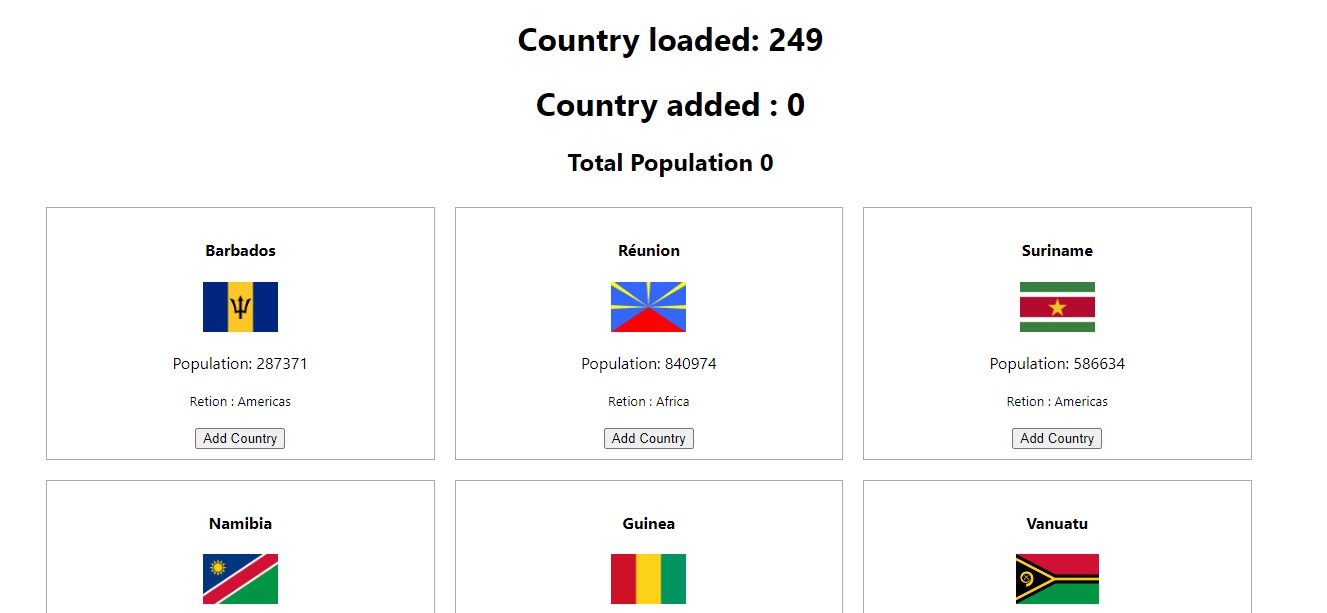 Country loaded: 249
Country added : 0
Total Population 0
Barbados
Réunion
Suriname
Population: 287371
Population: 840974
Population: 586634
Retion : Americas
Retion : Africa
Retion : Americas
Add Country
Add Country
Add Country
Namibia
Guinea
Vanuatu